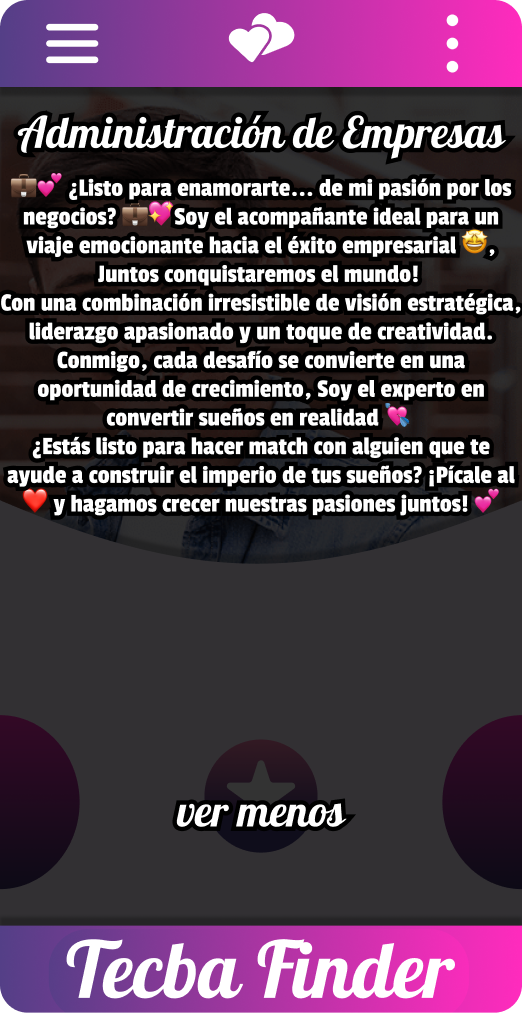 Administración de Empresas
💼💕 ¿Listo para enamorarte... de mi pasión por los
negocios? 💼💖Soy el acompañante ideal para un
viaje emocionante hacia el éxito empresarial 🤩,
Juntos conquistaremos el mundo!
Con una combinación irresistible de visión estratégica,
liderazgo apasionado y un toque de creatividad.
Conmigo, cada desafío se convierte en una
oportunidad de crecimiento, Soy el experto en
convertir sueños en realidad 💘
¿Estás listo para hacer match con alguien que te
ayude a construir el imperio de tus sueños? ¡Pícale al
❤️ y hagamos crecer nuestras pasiones juntos! 💕
ver menos
Tecba Finder